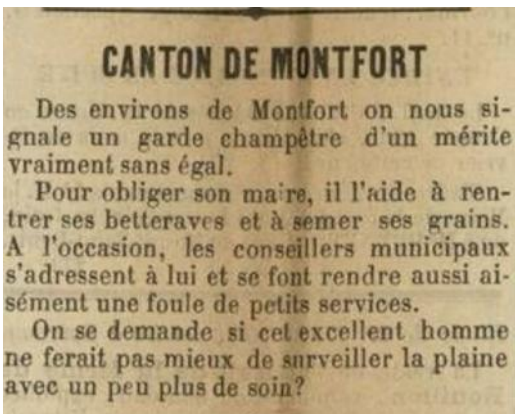 CANTON DE MONTFORT
Des environs de Montfort on nous si-
gnale un garde champêtre d'un mérite
vraiment sans égal.
Pour obliger son maire, il l'aide à ren-
trer ses betteraves et à semer ses grains.
A l'occasion, les conseillers municipaux
s'adressent à lui et se font rendre aussi ai-
sément une foule de petits services.
On se demande si cet excellent homme
ne ferait pas mieux de surveiller la plaine
avec un peu plus de soin?